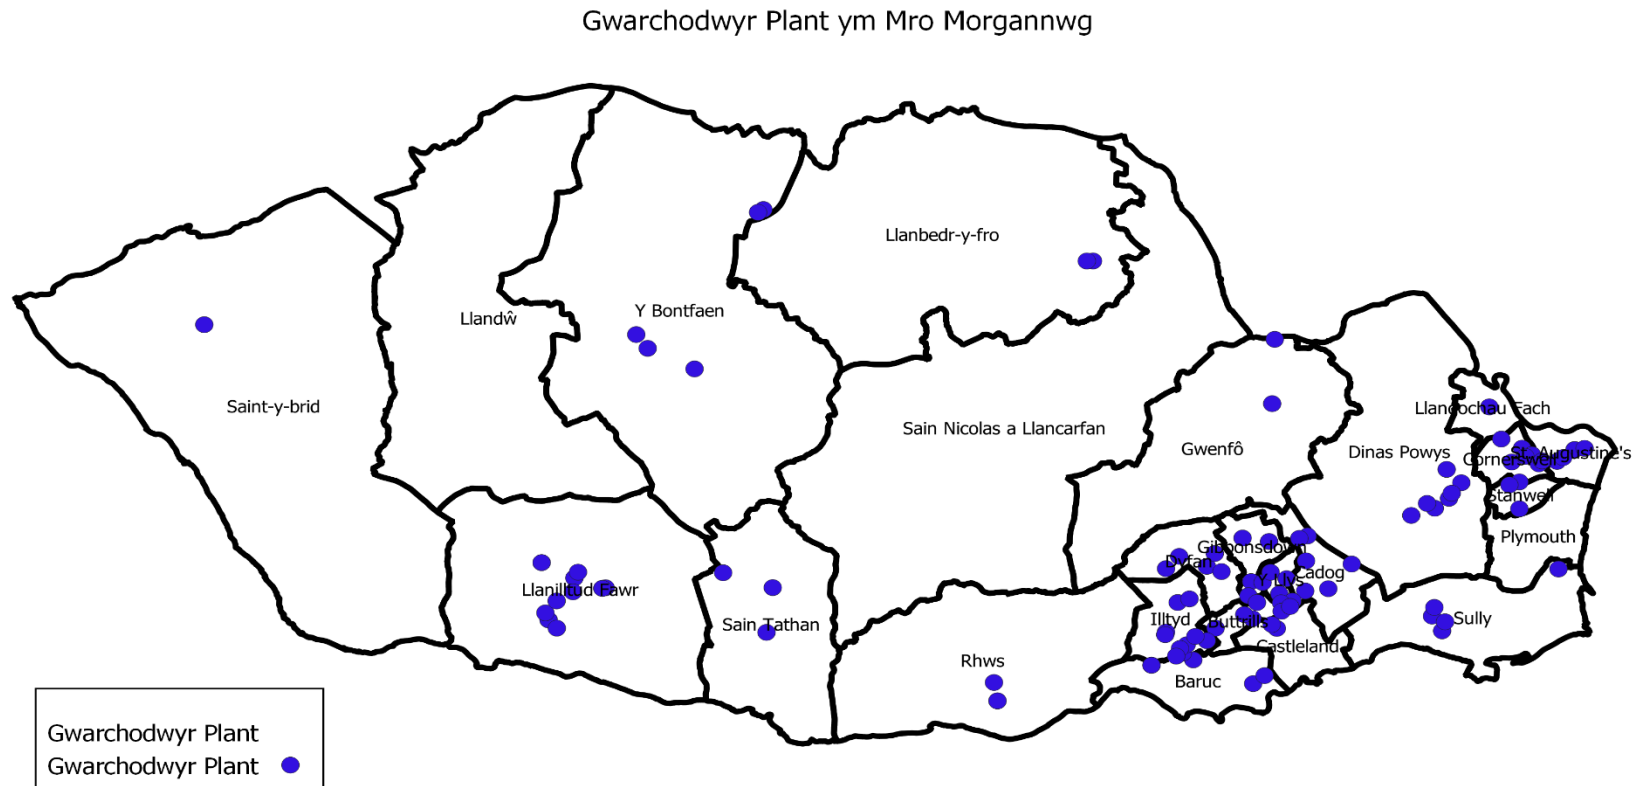 Gwarchodwyr Plant ym Mro Morgannwg
Llanbedr-y-fro
Y Bontfaen
Llandŵ
Saint-y-brid
Llandochau Fach
Sain Nicolas a Llancarfan
Gwenfô
Dinas Powys
St Augustine's
Cornerswell
Stanwell
Plymouth
Gibbonsdown
Dyfan
Y Llys
Cadog
Llanilltud Fawr
Illtyd
Buttrills
Sully
Sain Tathan
Castleland
Rhws
Baruc
Gwarchodwyr Plant
Gwarchodwyr Plant